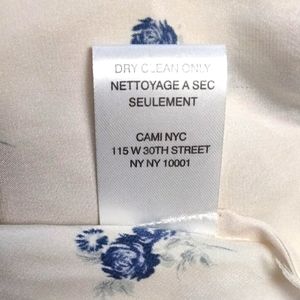 DRY CLEAN ONLY
NETTOYAGE A SEC
SEULEMENT
CAMI NYC
115 W 30TH STREET
NY NY 10001